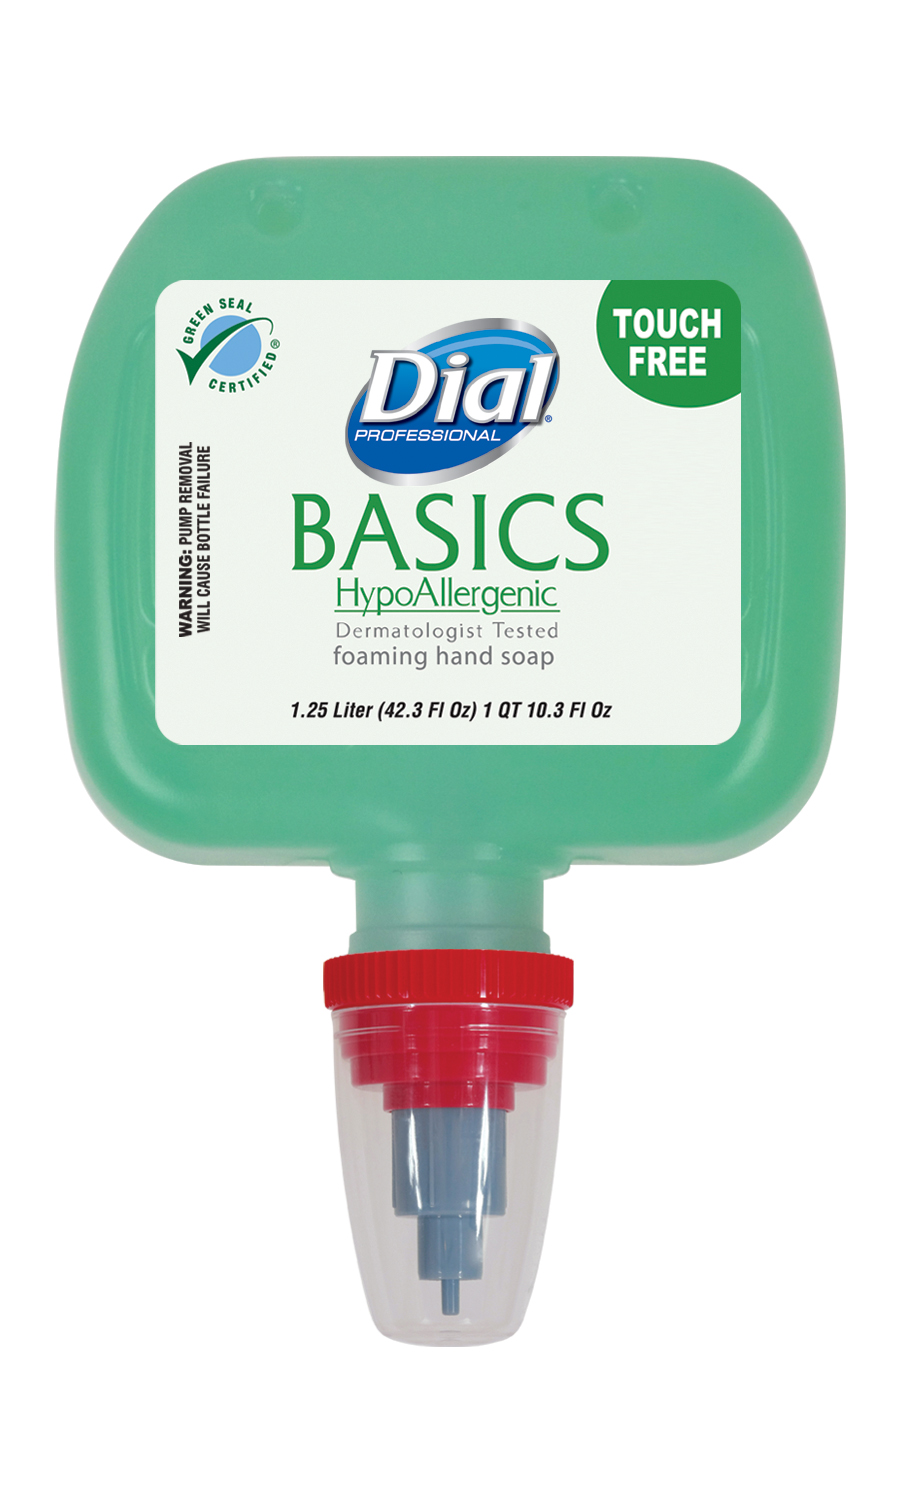 GREEN SEAL
CERTIFIED®
TOUCH
FREE
Dial®
PROFESSIONAL
WARNING: PUMP REMOVAL
WILL CAUSE BOTTLE FAILURE
BASICS
HypoAllergenic
Dermatologist Tested
foaming hand soap
1.25 Liter (42.3 Fl Oz) 1 QT 10.3 Fl Oz